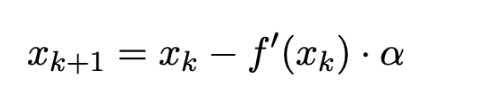 x_{k+1} = x_k − f′(x_k) · α